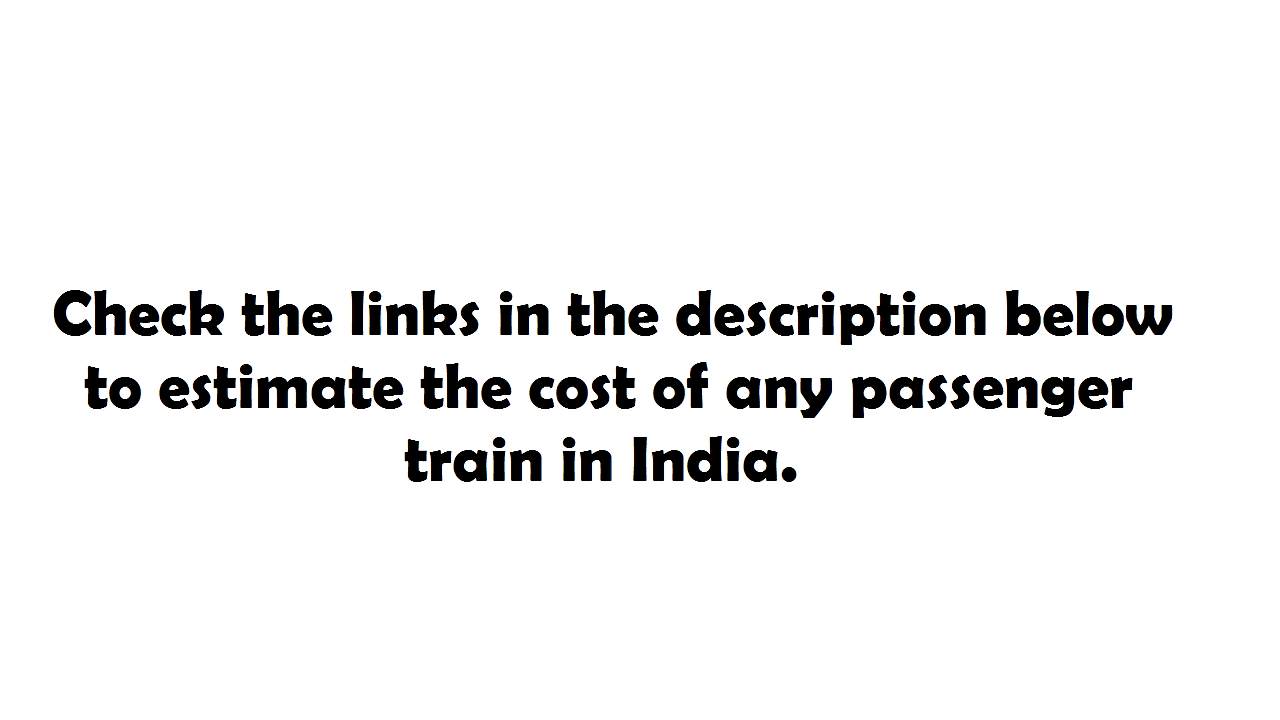 Check the links in the description below
to estimate the cost of any passenger
train in India.